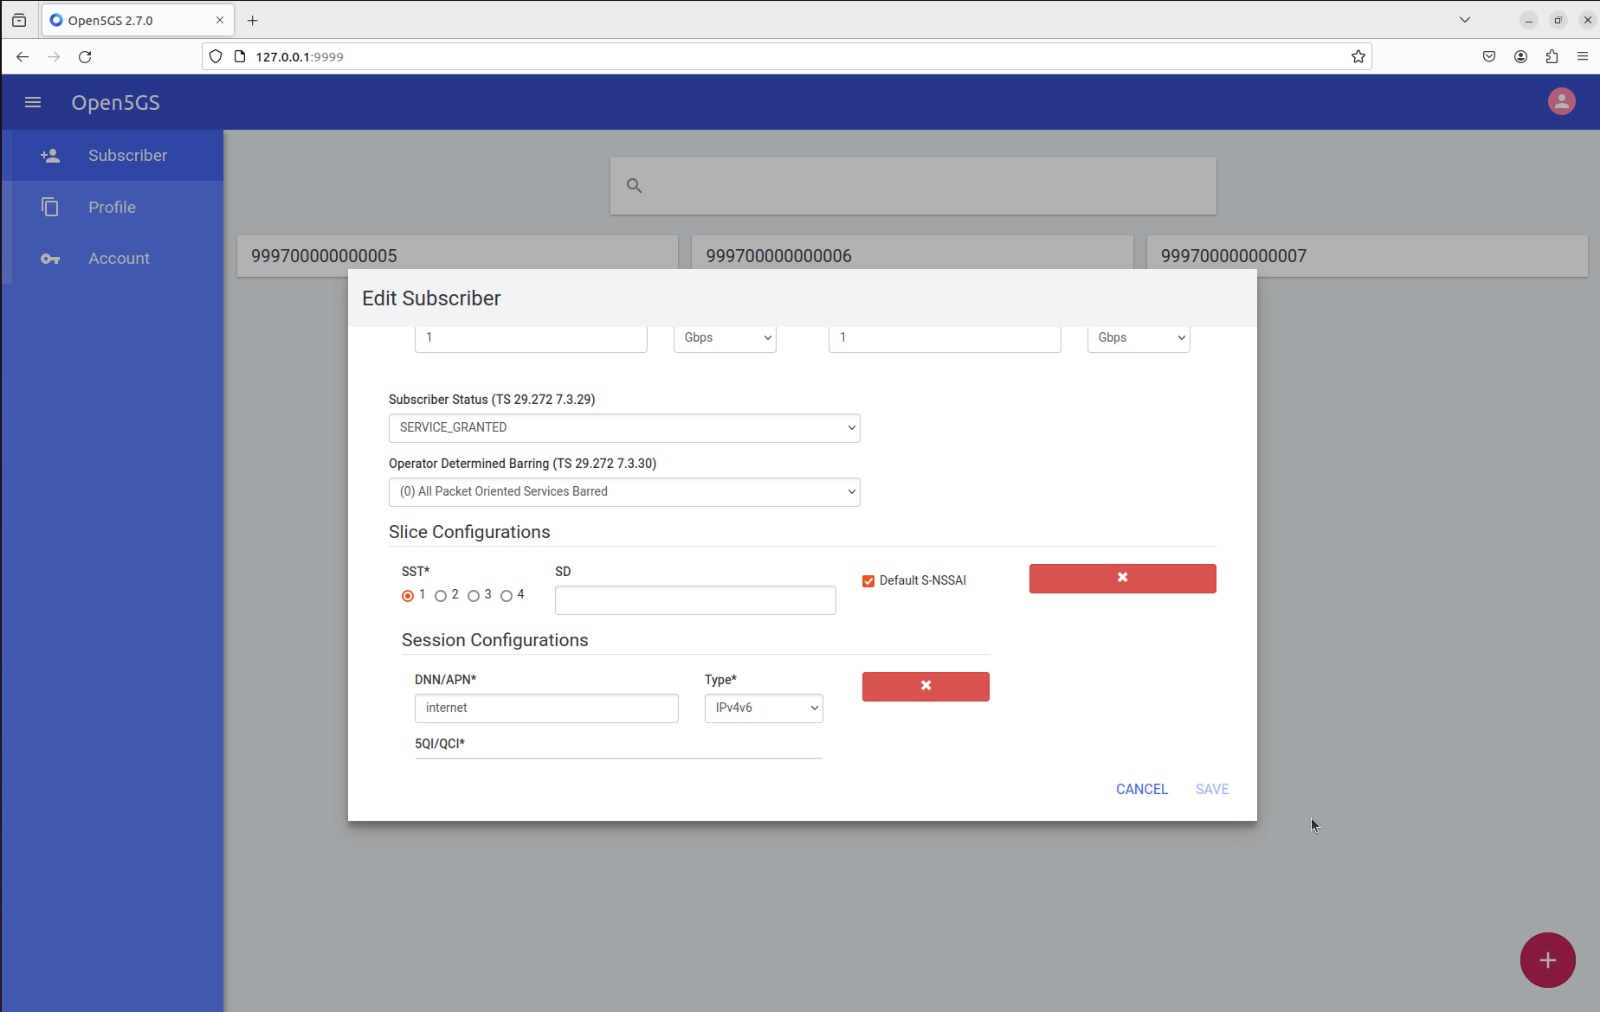 Open5GS 2.7.0
127.0.0.1:9999
Open5GS
Subscriber
Profile
Account
999700000000005 999700000000006 999700000000007
Edit Subscriber
1 Gbps 1 Gbps
Subscriber Status (TS 29.272 7.3.29)
SERVICE_GRANTED
Operator Determined Barring (TS 29.272 7.3.30)
(0) All Packet Oriented Services Barred
Slice Configurations
SST* SD
1 2 3 4 Default S-NSSAI
Session Configurations
DNN/APN* Type*
internet IPv4v6
5QI/QCI*
CANCEL SAVE